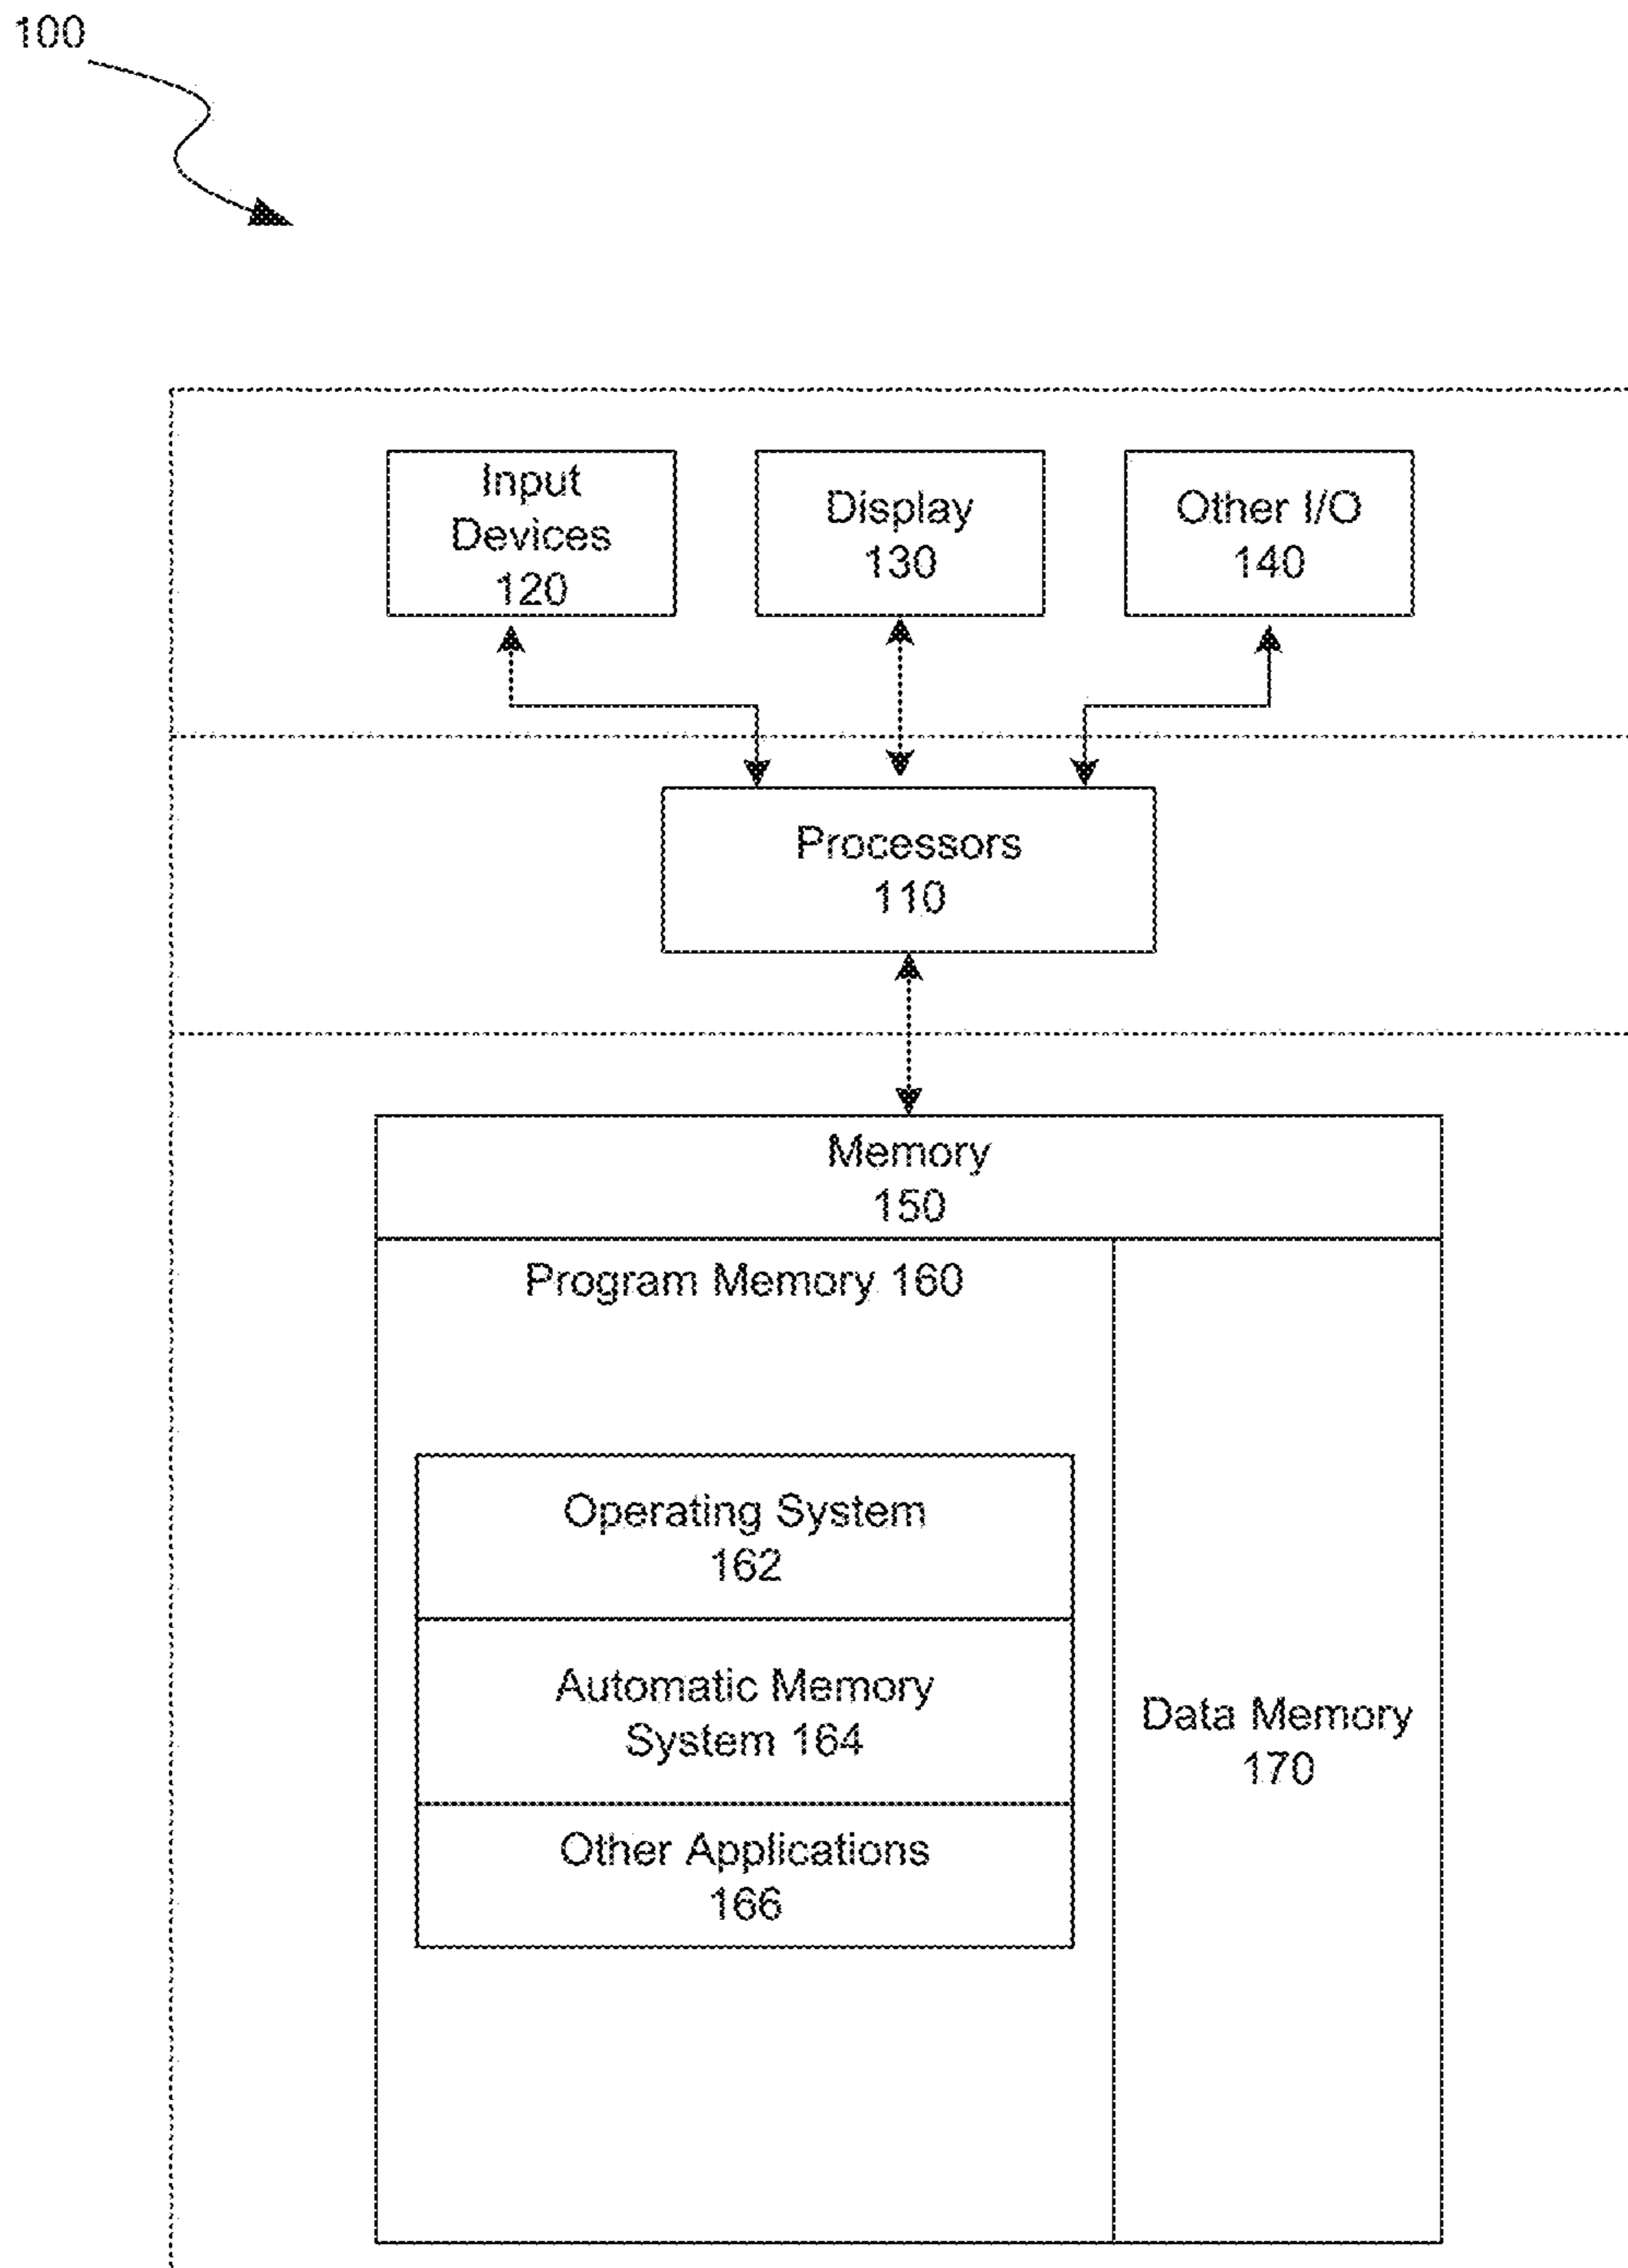 100
Input
Devices
120
Display
130
Other I/O
140
Processors
110
Memory
150
Program Memory 160
Operating System
162
Automatic Memory
System 164
Other Applications
166
Data Memory
170